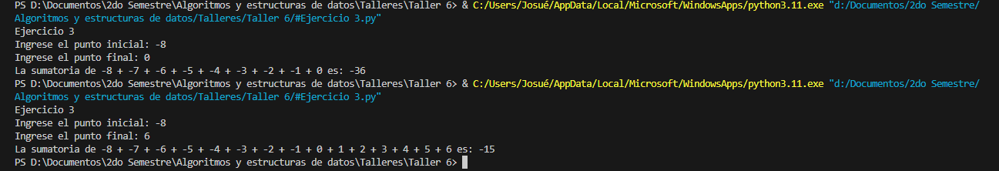 PS D:\Documentos\2do Semestre\Algoritmos y estructuras de datos\Talleres\Taller 6> & C:/Users/Josué/AppData/Local/Microsoft/WindowsApps/python3.11.exe "d:/Documentos/2do Semestre/
Algoritmos y estructuras de datos/Talleres/Taller 6/#Ejercicio 3.py"
Ejercicio 3
Ingrese el punto inicial: -8
Ingrese el punto final: 0
La sumatoria de -8 + -7 + -6 + -5 + -4 + -3 + -2 + -1 + 0 es: -36
PS D:\Documentos\2do Semestre\Algoritmos y estructuras de datos\Talleres\Taller 6> & C:/Users/Josué/AppData/Local/Microsoft/WindowsApps/python3.11.exe "d:/Documentos/2do Semestre/
Algoritmos y estructuras de datos/Talleres/Taller 6/#Ejercicio 3.py"
Ejercicio 3
Ingrese el punto inicial: -8
Ingrese el punto final: 6
La sumatoria de -8 + -7 + -6 + -5 + -4 + -3 + -2 + -1 + 0 + 1 + 2 + 3 + 4 + 5 + 6 es: -15
PS D:\Documentos\2do Semestre\Algoritmos y estructuras de datos\Talleres\Taller 6>